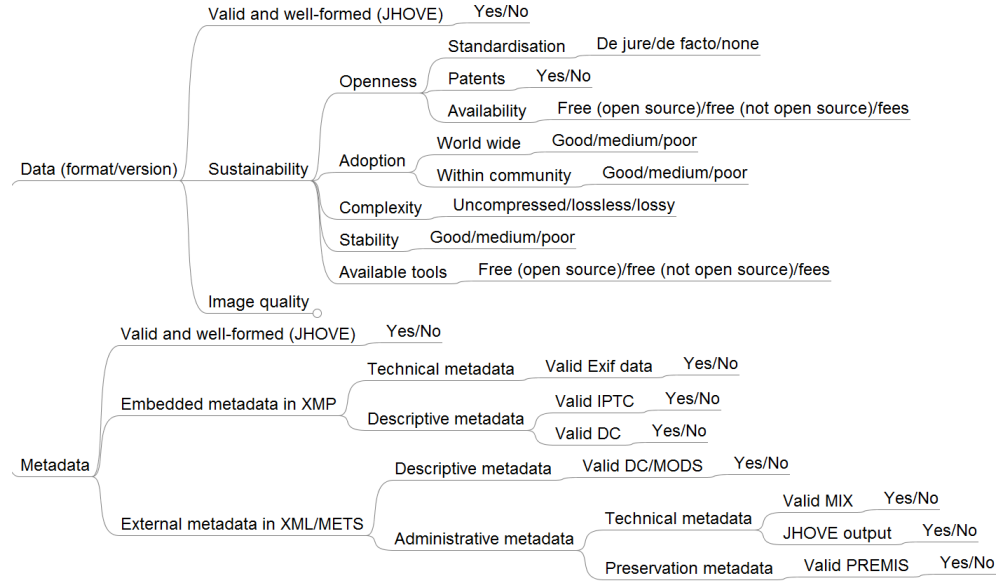 Valid and well-formed (JHOVE) Yes/No
Standardisation De jure/de facto/none
Openness Patents Yes/No
Availability Free (open source)/free (not open source)/fees
World wide Good/medium/poor
Data (format/version) Sustainability Adoption
Within community Good/medium/poor
Complexity Uncompressed/lossless/lossy
Stability Good/medium/poor
Available tools Free (open source)/free (not open source)/fees
Image quality
Valid and well-formed (JHOVE) Yes/No
Technical metadata Valid Exif data Yes/No
Embedded metadata in XMP
Valid IPTC Yes/No
Descriptive metadata
Valid DC Yes/No
Metadata
Descriptive metadata Valid DC/MODS Yes/No
External metadata in XML/METS
Valid MIX Yes/No
Technical metadata
JHOVE output Yes/No
Administrative metadata
Preservation metadata Valid PREMIS Yes/No